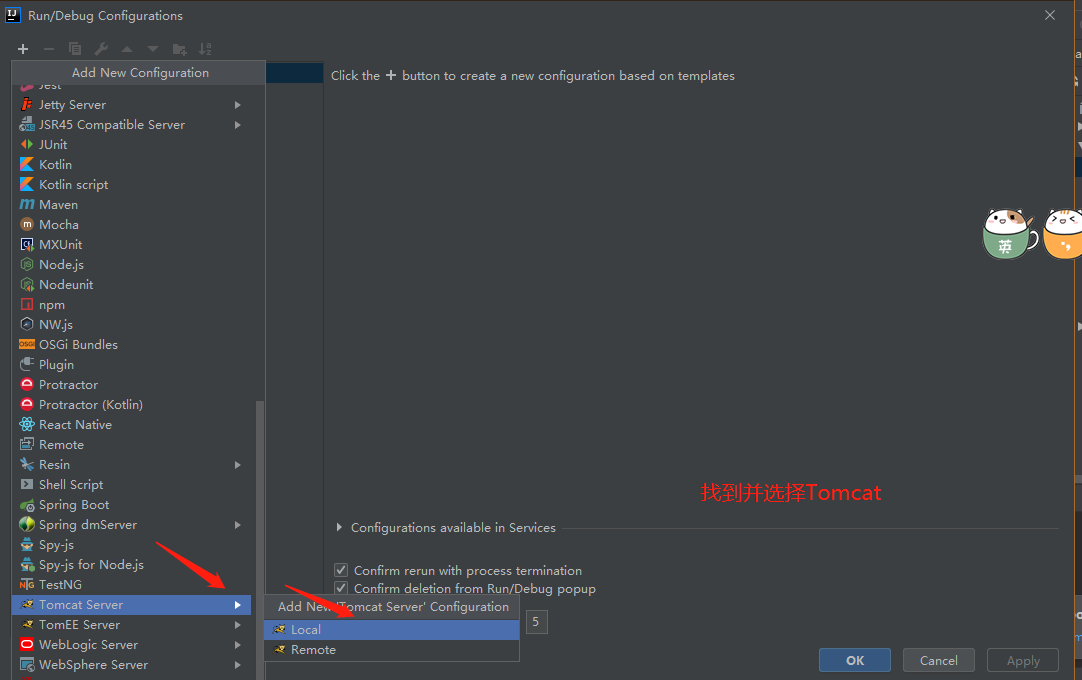 Run/Debug Configurations
Add New Configuration
Click the + button to create a new configuration based on templates
Jest
Jetty Server
JSR45 Compatible Server
JUnit
Kotlin
Kotlin script
Maven
Mocha
MXUnit
Node.js
Nodeunit
npm
NW.js
OSGi Bundles
Plugin
Protractor
Protractor (Kotlin)
React Native
Remote
Resin
Shell Script
Spring Boot
Spring dmServer
Spy-js
Spy-js for Node.js
TestNG
Tomcat Server
TomEE Server
WebLogic Server
WebSphere Server
英
找到并选择Tomcat
Configurations available in Services
Confirm rerun with process termination
Confirm deletion from Run/Debug popup
Add New 'Tomcat Server' Configuration
5
Local
Remote
OK
Cancel
Apply